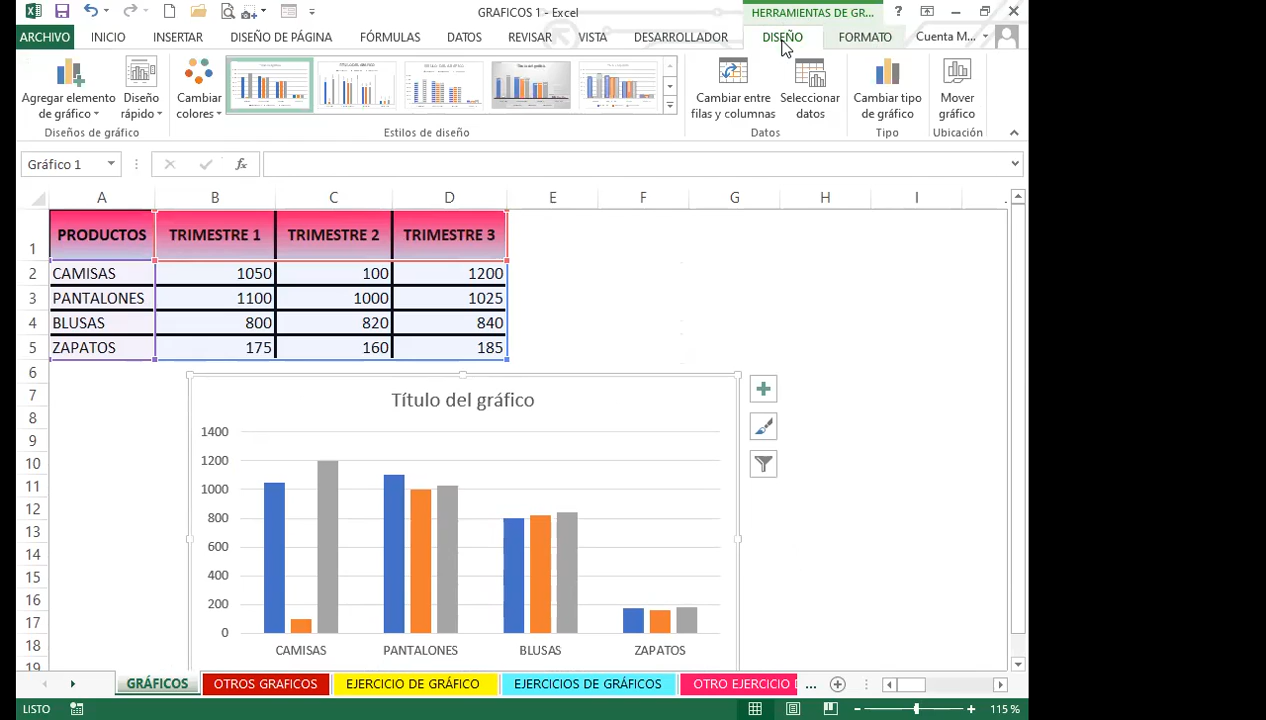 GRAFICOS 1 - Excel
HERRAMIENTAS DE GR...
?
ARCHIVO INICIO INSERTAR DISEÑO DE PÁGINA FÓRMULAS DATOS REVISAR VISTA DESARROLLADOR DISEÑO FORMATO Cuenta M...
Agregar elemento de gráfico
Diseño rápido
Cambiar colores
Cambiar entre filas y columnas
Seleccionar datos
Cambiar tipo de gráfico
Mover gráfico
Diseños de gráfico Estilos de diseño Datos Tipo Ubicación
Gráfico 1 fx
A B C D E F G H I
1 PRODUCTOS TRIMESTRE 1 TRIMESTRE 2 TRIMESTRE 3
2 CAMISAS 1050 100 1200
3 PANTALONES 1100 1000 1025
4 BLUSAS 800 820 840
5 ZAPATOS 175 160 185
6
7
8
9
10
11
12
13
14
15
16
17
18
19
Título del gráfico
1400
1200
1000
800
600
400
200
0
CAMISAS PANTALONES BLUSAS ZAPATOS
GRÁFICOS OTROS GRAFICOS EJERCICIO DE GRÁFICO EJERCICIOS DE GRÁFICOS OTRO EJERCICIO ...
LISTO 115 %